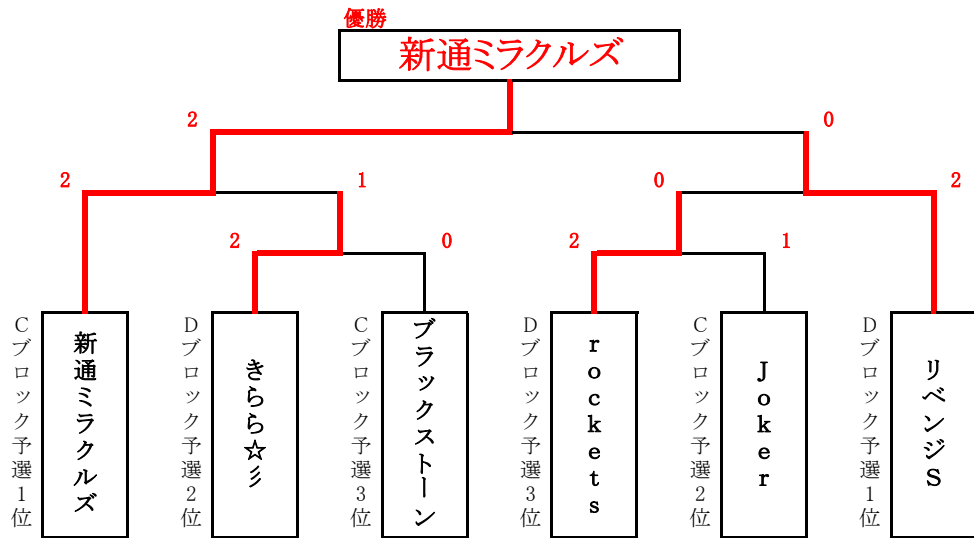 優勝
新通ミラクルズ
2
0
2
1
0
2
2
0
2
1
Cブロック予選1位
新通ミラクルズ
Dブロック予選2位
きらら☆彡
Cブロック予選3位
ブラックストーン
Dブロック予選3位
rockets
Cブロック予選2位
Joker
Dブロック予選1位
リベンジS